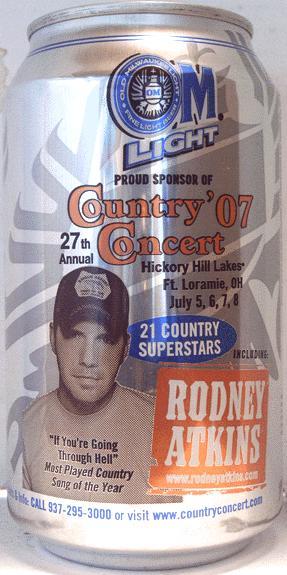 OLD MILWAUKEE LIGHT
OM
FINE LIGHT BEER
O.M.
LIGHT
PROUD SPONSOR OF
Country '07
27th
Annual
Concert
Hickory Hill Lakes
Ft. Loramie, OH
July 5, 6, 7, 8
21 COUNTRY
SUPERSTARS
INCLUDING:
RODNEY
ATKINS
www.rodneyatkins.com
"If You're Going
Through Hell"
Most Played Country
Song of the Year
& Info: CALL 937-295-3000 or visit www.countryconcert.com